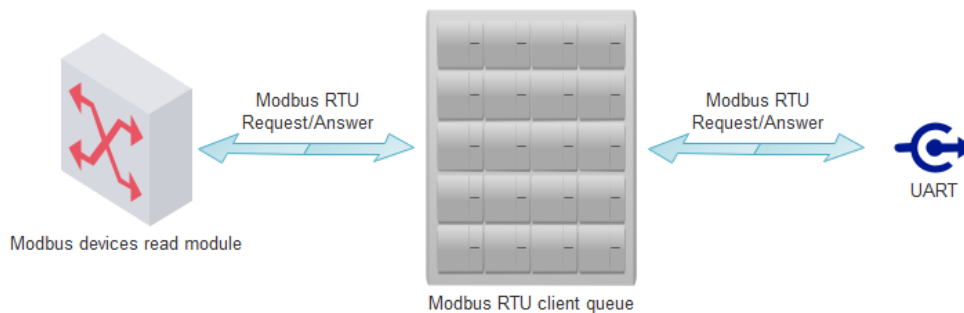 Modbus RTU
Request/Answer
Modbus RTU
Request/Answer
UART
Modbus devices read module
Modbus RTU client queue